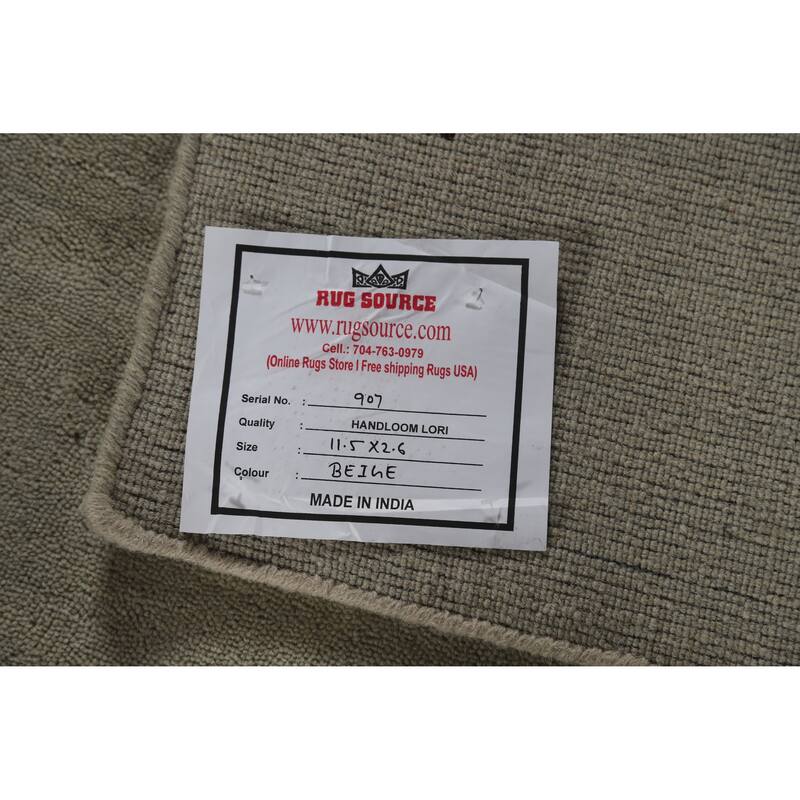 RUG SOURCE
www.rugsource.com
Cell.: 704-763-0979
(Online Rugs Store I Free shipping Rugs USA)
Serial No. : 907
Quality : HANDLOOM LORI
Size : 11.5 X 2.6
Colour : BEIGE
MADE IN INDIA